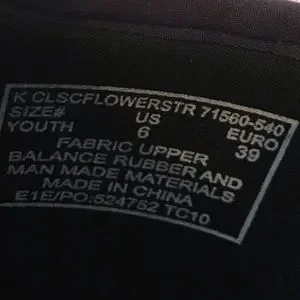 K CLSCFLOWERSTR 71560-540
SIZE# US EURO
YOUTH 6 39
FABRIC UPPER
BALANCE RUBBER AND
MAN MADE MATERIALS
MADE IN CHINA
E1E/PO:524762 TC10